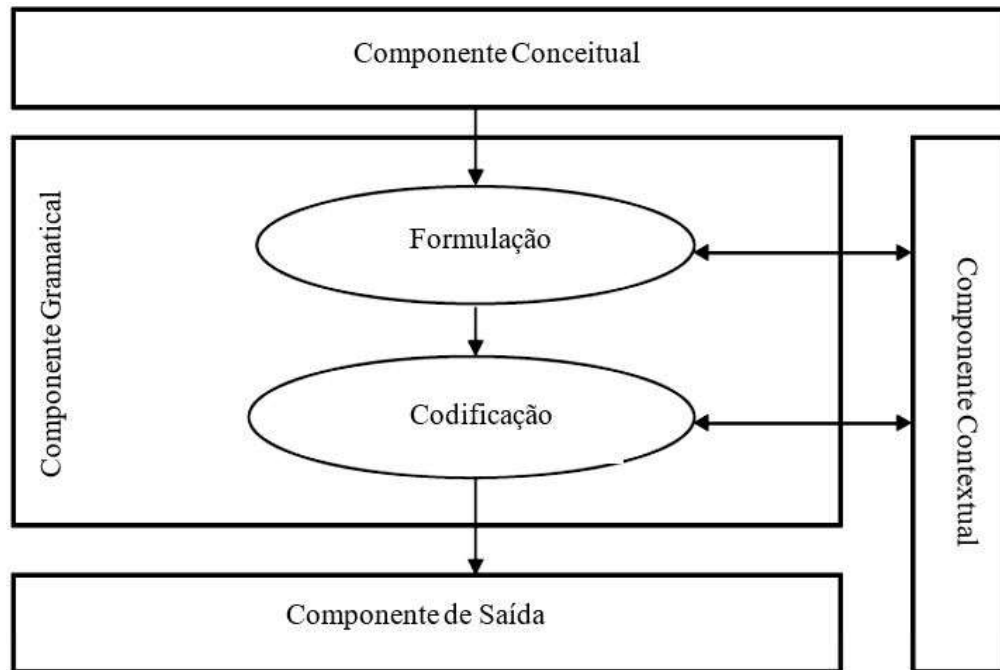 Componente Conceitual
Componente Gramatical
Formulação
Codificação
Componente Contextual
Componente de Saída